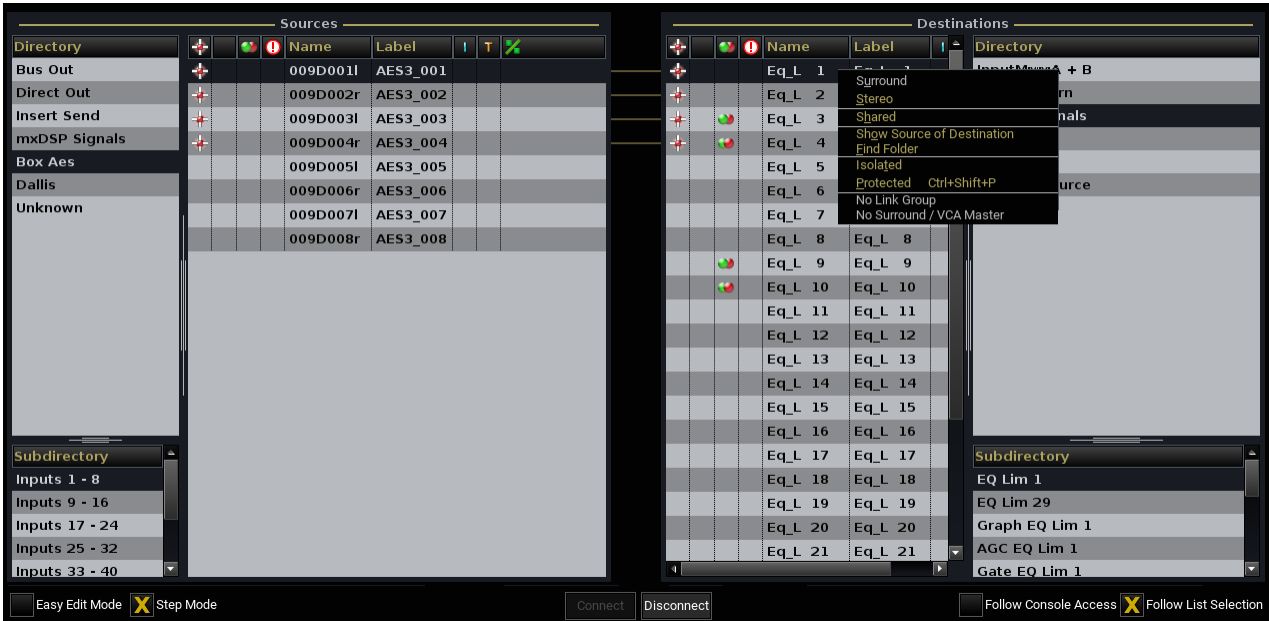 Sources
Directory
Bus Out
Direct Out
Insert Send
mxDSP Signals
Box Aes
Dallis
Unknown
Subdirectory
Inputs 1 - 8
Inputs 9 - 16
Inputs 17 - 24
Inputs 25 - 32
Inputs 33 - 40
Name Label I T
009D001l AES3_001
009D002r AES3_002
009D003l AES3_003
009D004r AES3_004
009D005l AES3_005
009D006r AES3_006
009D007l AES3_007
009D008r AES3_008
Destinations
Name Label I
Eq_L 1
Eq_L 2
Eq_L 3
Eq_L 4
Eq_L 5
Eq_L 6
Eq_L 7
Eq_L 8 Eq_L 8
Eq_L 9 Eq_L 9
Eq_L 10 Eq_L 10
Eq_L 11 Eq_L 11
Eq_L 12 Eq_L 12
Eq_L 13 Eq_L 13
Eq_L 14 Eq_L 14
Eq_L 15 Eq_L 15
Eq_L 16 Eq_L 16
Eq_L 17 Eq_L 17
Eq_L 18 Eq_L 18
Eq_L 19 Eq_L 19
Eq_L 20 Eq_L 20
Eq_L 21 Eq_L 21
Surround
Stereo
Shared
Show Source of Destination
Find Folder
Isolated
Protected Ctrl+Shift+P
No Link Group
No Surround / VCA Master
Directory
A + B
Subdirectory
EQ Lim 1
EQ Lim 29
Graph EQ Lim 1
AGC EQ Lim 1
Gate EQ Lim 1
Easy Edit Mode
X Step Mode
Connect
Disconnect
Follow Console Access
X Follow List Selection